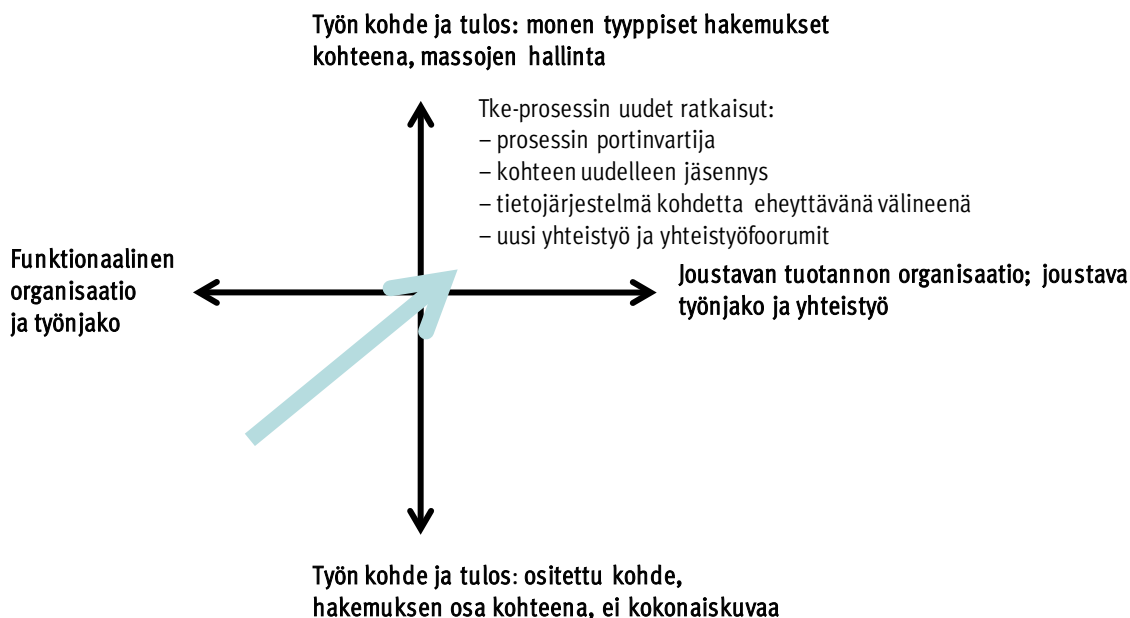 Työn kohde ja tulos: monen tyyppiset hakemukset
kohteena, massojen hallinta
Tke-prosessin uudet ratkaisut:
– prosessin portinvartija
– kohteen uudelleen jäsennys
– tietojärjestelmä kohdetta eheyttävänä välineenä
– uusi yhteistyö ja yhteistyöfoorumit
Funktionaalinen
organisaatio
ja työnjako
Joustavan tuotannon organisaatio; joustava
työnjako ja yhteistyö
Työn kohde ja tulos: ositettu kohde,
hakemuksen osa kohteena, ei kokonaiskuvaa